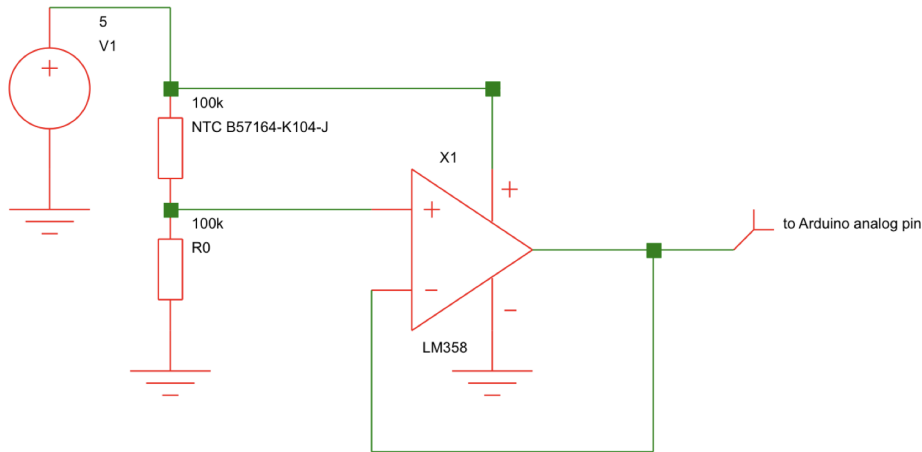 5
V1
100k
NTC B57164-K104-J
X1
+
+
to Arduino analog pin
100k
R0
+
−
−
LM358